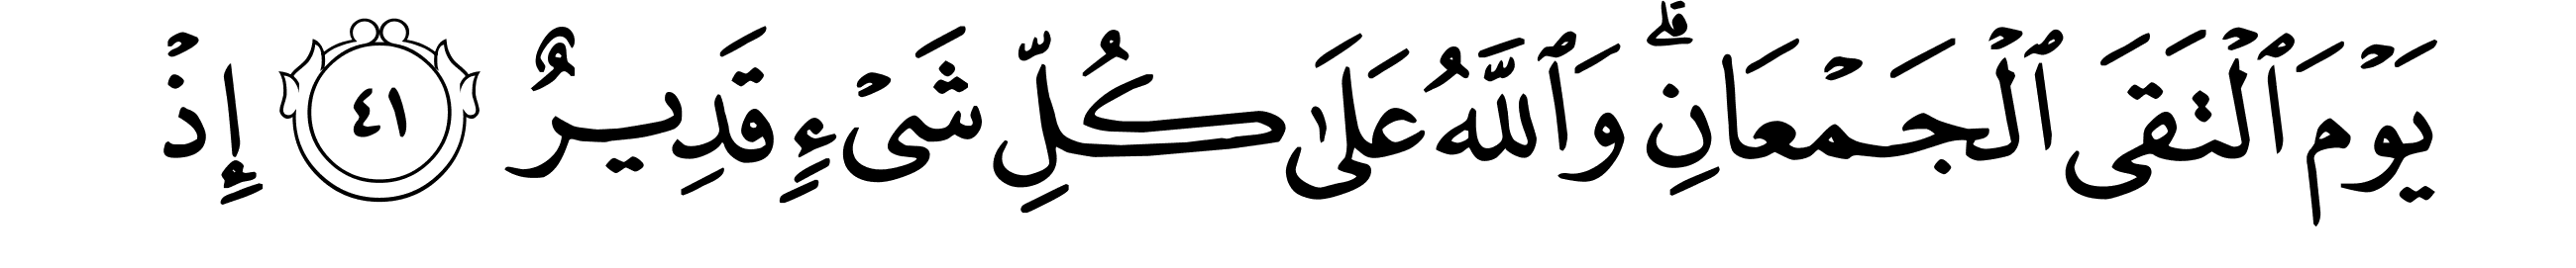 يَوْمَ ٱلْتَقَى ٱلْجَمْعَانِۗ وَٱللَّهُ عَلَىٰ كُلِّ شَىْءٍۢ قَدِيرٌ ٤١ إِذْ